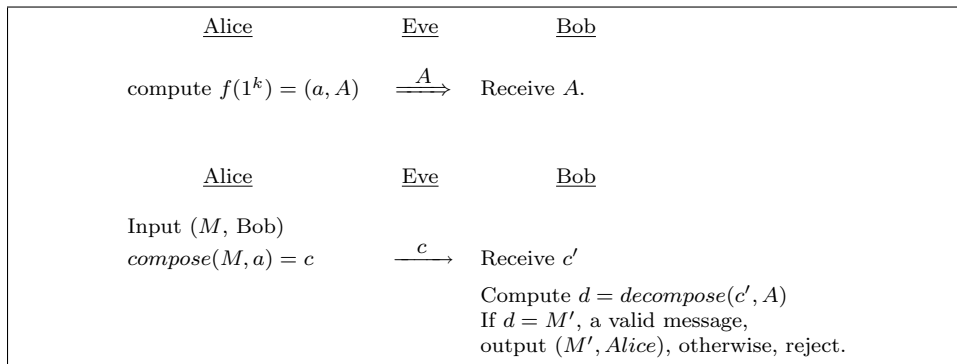 Alice Eve Bob
compute f(1^k) = (a, A) A ⟹ Receive A.
Alice Eve Bob
Input (M, Bob)
compose(M, a) = c c → Receive c′
Compute d = decompose(c′, A)
If d = M′, a valid message,
output (M′, Alice), otherwise, reject.